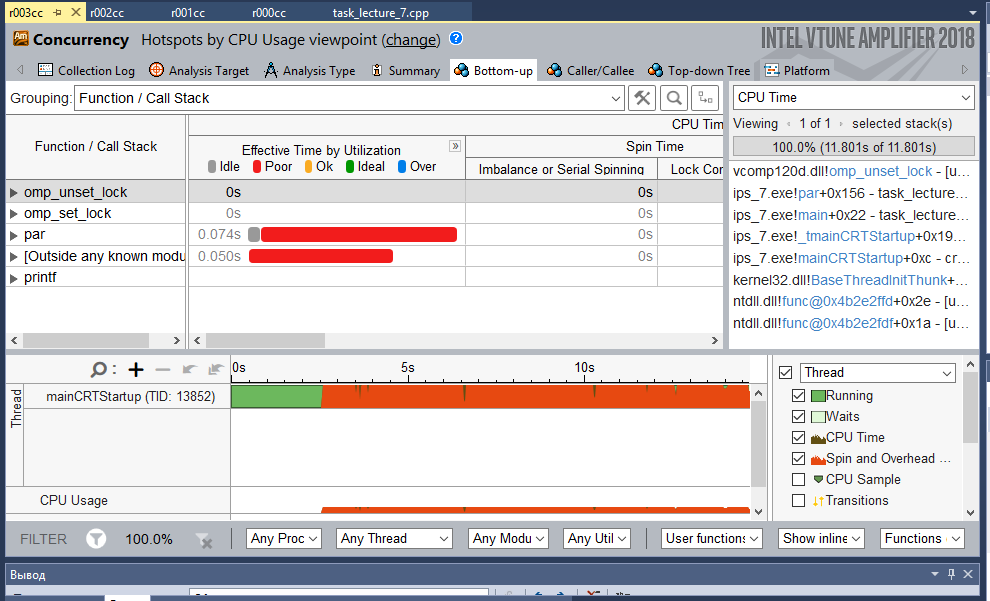 r003cc r002cc r001cc r000cc task_lecture_7.cpp
Concurrency Hotspots by CPU Usage viewpoint (change) ?
INTEL VTUNE AMPLIFIER 2018
Collection Log Analysis Target Analysis Type Summary Bottom-up Caller/Callee Top-down Tree Platform
Grouping: Function / Call Stack
CPU Time
Viewing 1 of 1 selected stack(s)
100.0% (11.801s of 11.801s)
Function / Call Stack
CPU Tim
Effective Time by Utilization
Idle Poor Ok Ideal Over
Spin Time
Imbalance or Serial Spinning Lock Cor
omp_unset_lock 0s 0s
omp_set_lock 0s 0s
par 0.074s 0s
[Outside any known modu 0.050s 0s
printf
vcomp120d.dll!omp_unset_lock - [u...
ips_7.exe!par+0x156 - task_lecture...
ips_7.exe!main+0x22 - task_lecture...
ips_7.exe!_tmainCRTStartup+0x19...
ips_7.exe!mainCRTStartup+0xc - cr...
kernel32.dll!BaseThreadInitThunk+...
ntdll.dll!func@0x4b2e2ffd+0x2e - [u...
ntdll.dll!func@0x4b2e2fdf+0x1a - [u...
0s 5s 10s
Thread
mainCRTStartup (TID: 13852)
CPU Usage
Thread
Running
Waits
CPU Time
Spin and Overhead ...
CPU Sample
Transitions
FILTER 100.0% Any Proc Any Thread Any Modu Any Util User functions Show inline Functions
Вывод